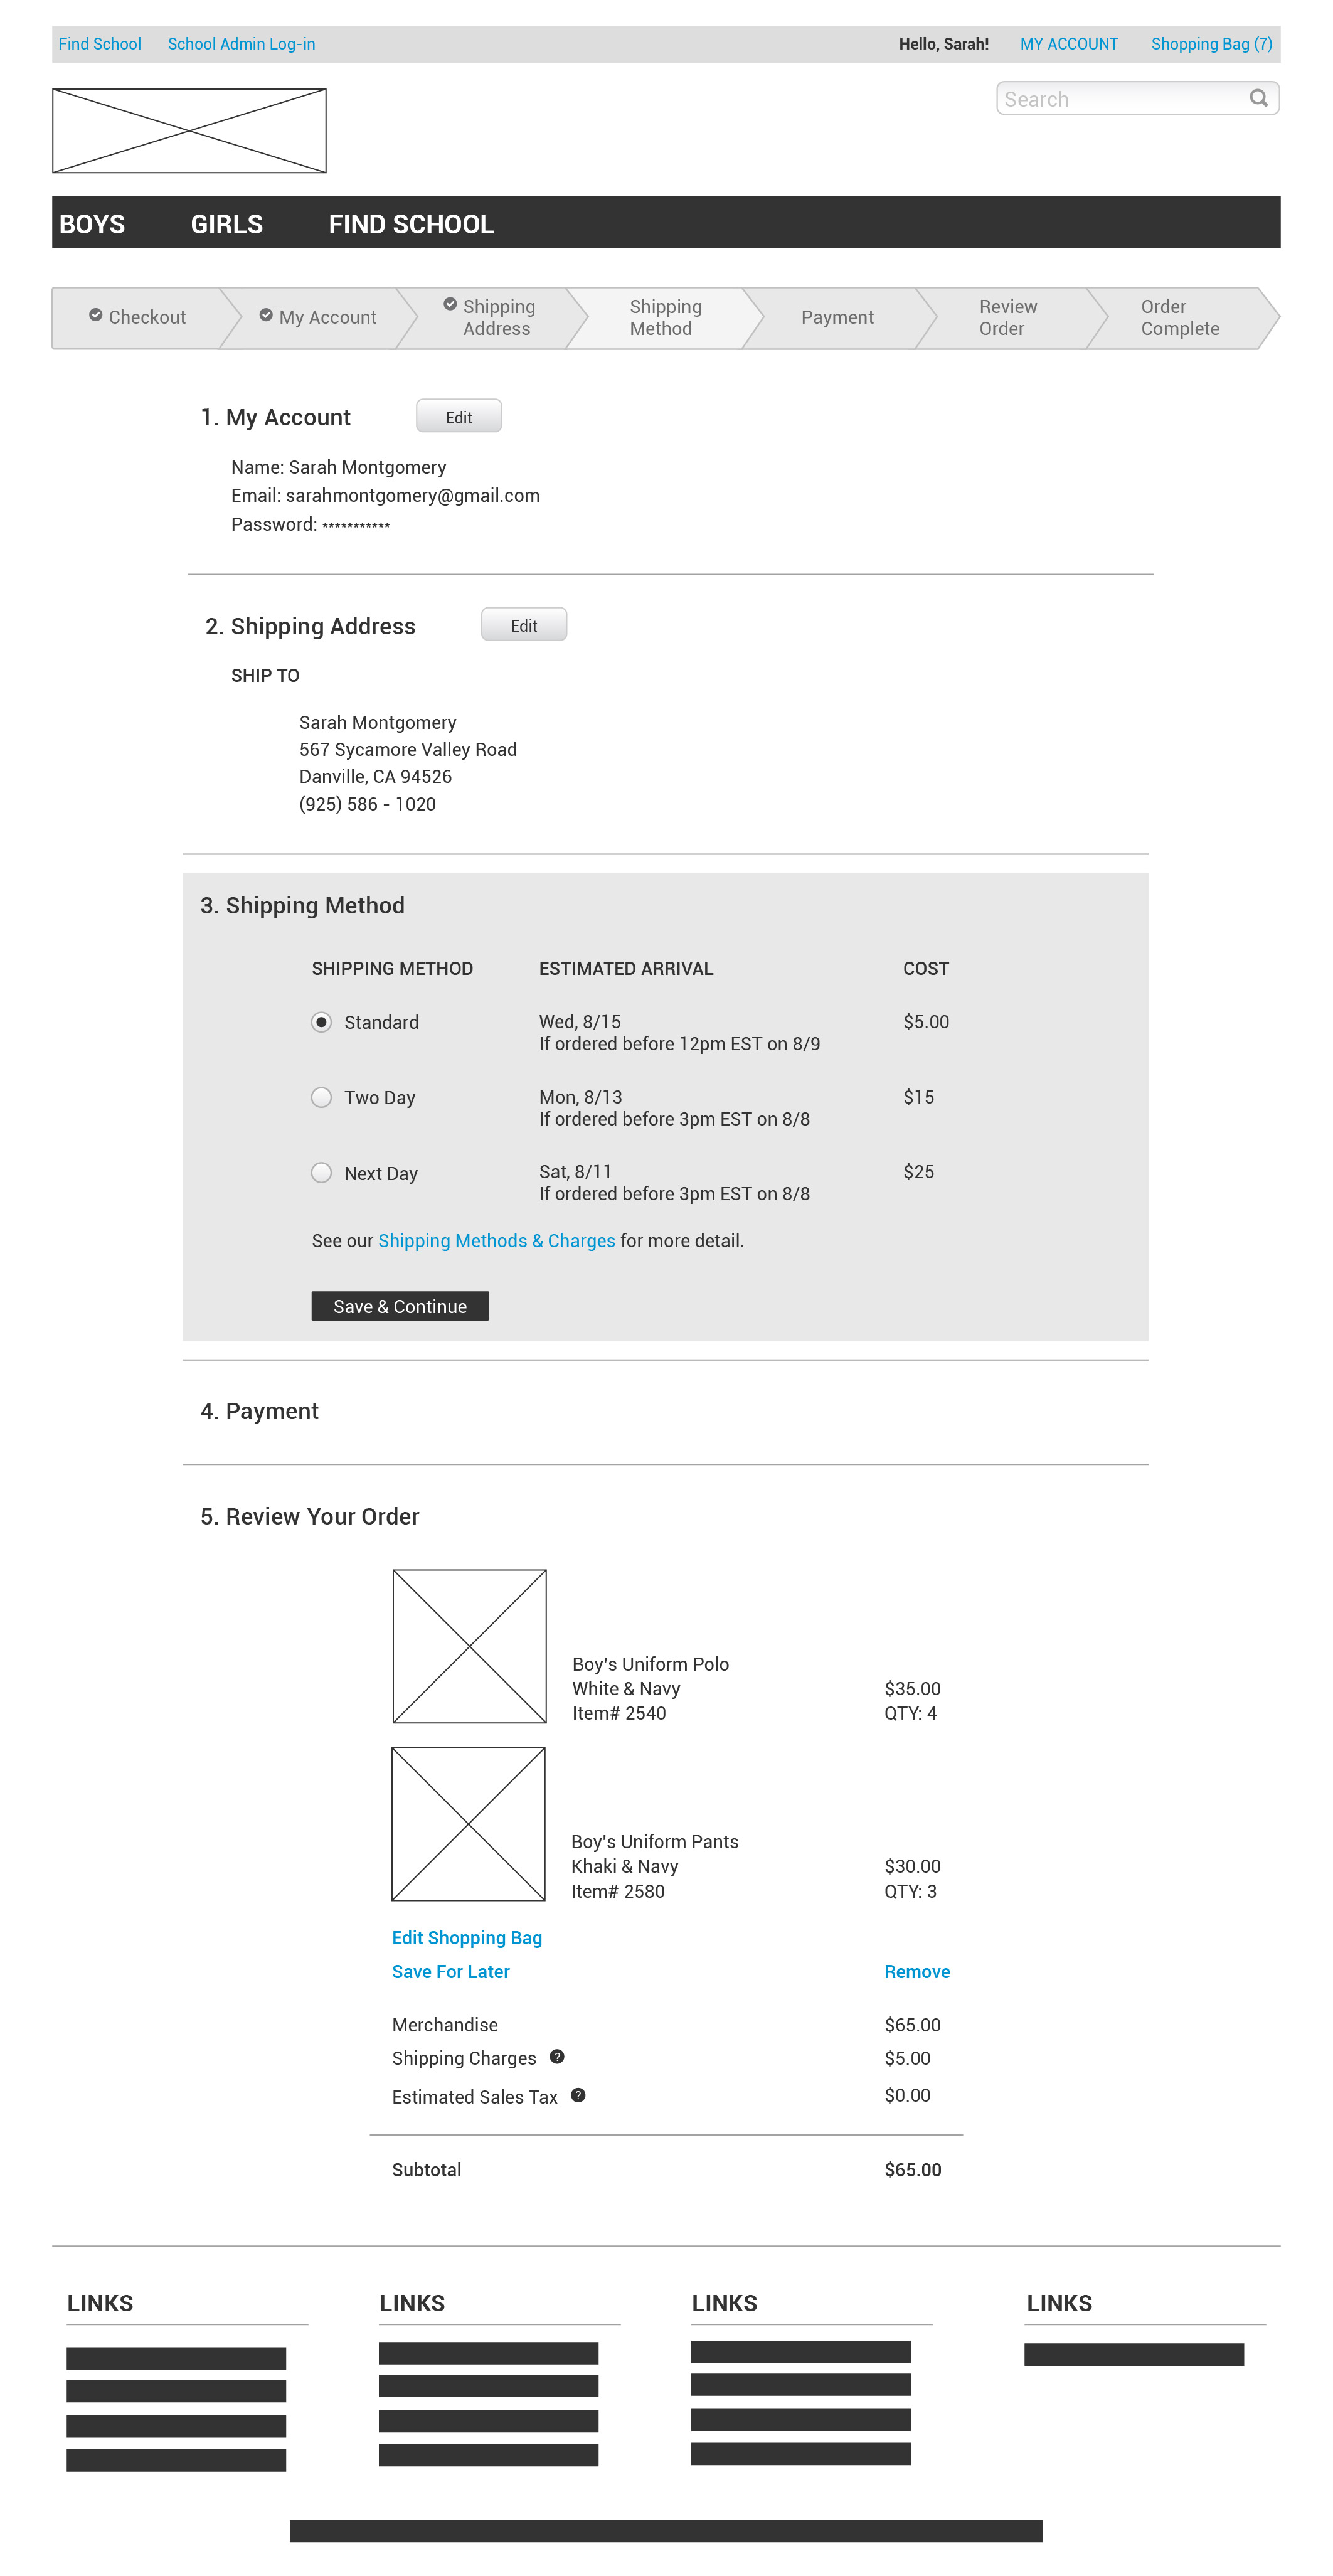 Find School School Admin Log-in Hello, Sarah! MY ACCOUNT Shopping Bag (7)
Search
BOYS GIRLS FIND SCHOOL
Checkout
My Account
Shipping
Address
Shipping
Method
Payment
Review
Order
Order
Complete
1. My Account Edit
Name: Sarah Montgomery
Email: sarahmontgomery@gmail.com
Password: ***********
2. Shipping Address Edit
SHIP TO
Sarah Montgomery
567 Sycamore Valley Road
Danville, CA 94526
(925) 586 - 1020
3. Shipping Method
SHIPPING METHOD ESTIMATED ARRIVAL COST
Standard Wed, 8/15 $5.00
If ordered before 12pm EST on 8/9
Two Day Mon, 8/13 $15
If ordered before 3pm EST on 8/8
Next Day Sat, 8/11 $25
If ordered before 3pm EST on 8/8
See our Shipping Methods & Charges for more detail.
Save & Continue
4. Payment
5. Review Your Order
Boy's Uniform Polo
White & Navy $35.00
Item# 2540 QTY: 4
Boy's Uniform Pants
Khaki & Navy $30.00
Item# 2580 QTY: 3
Edit Shopping Bag
Save For Later Remove
Merchandise $65.00
Shipping Charges ? $5.00
Estimated Sales Tax ? $0.00
Subtotal $65.00
LINKS LINKS LINKS LINKS